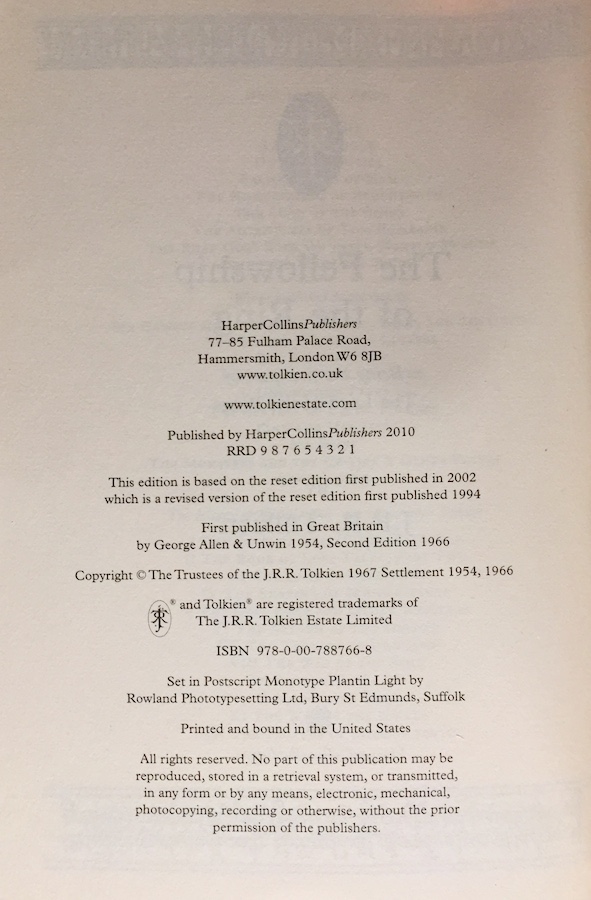 HarperCollinsPublishers
77–85 Fulham Palace Road,
Hammersmith, London W6 8JB
www.tolkien.co.uk
www.tolkienestate.com
Published by HarperCollinsPublishers 2010
RRD 9 8 7 6 5 4 3 2 1
This edition is based on the reset edition first published in 2002
which is a revised version of the reset edition first published 1994
First published in Great Britain
by George Allen & Unwin 1954, Second Edition 1966
Copyright © The Trustees of the J.R.R. Tolkien 1967 Settlement 1954, 1966
® and Tolkien® are registered trademarks of
The J.R.R. Tolkien Estate Limited
ISBN 978-0-00-788766-8
Set in Postscript Monotype Plantin Light by
Rowland Phototypesetting Ltd, Bury St Edmunds, Suffolk
Printed and bound in the United States
All rights reserved. No part of this publication may be
reproduced, stored in a retrieval system, or transmitted,
in any form or by any means, electronic, mechanical,
photocopying, recording or otherwise, without the prior
permission of the publishers.